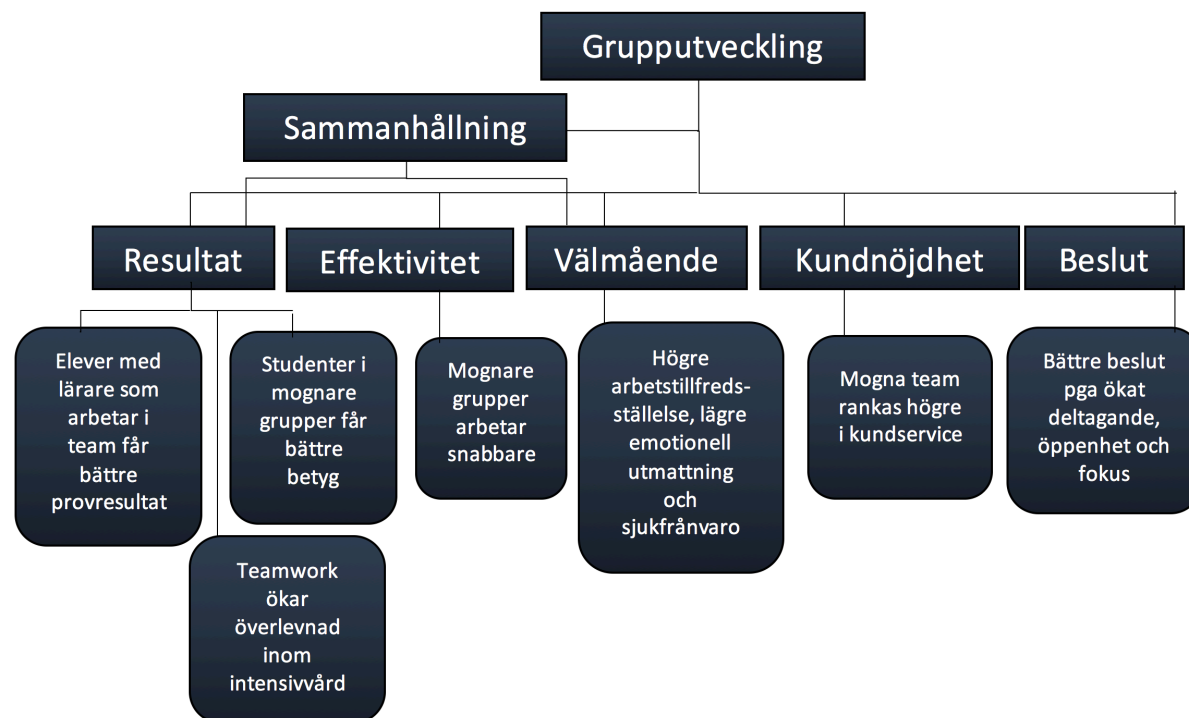 Grupputveckling
Sammanhållning
Resultat
Effektivitet
Välmående
Kundnöjdhet
Beslut
Elever med
lärare som
arbetar i
team får
bättre
provresultat
Studenter i
mognare
grupper får
bättre
betyg
Mognare
grupper
arbetar
snabbare
Högre
arbetstillfreds-
ställelse, lägre
emotionell
utmattning
och
sjukfrånvaro
Mogna team
rankas högre
i kundservice
Bättre beslut
pga ökat
deltagande,
öppenhet och
fokus
Teamwork
ökar
överlevnad
inom
intensivvård